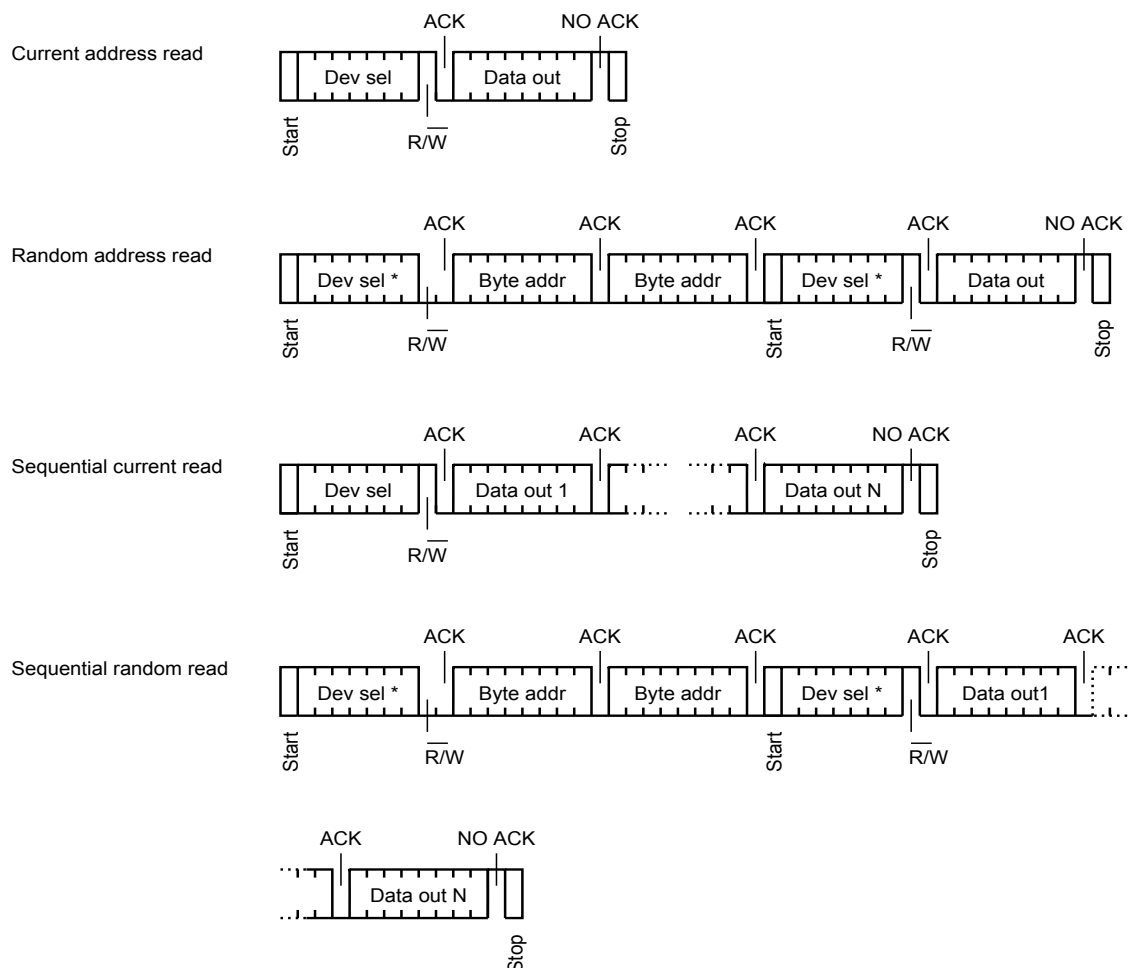 ACK NO ACK
Current address read
Dev sel Data out
Start R/W̅ Stop
ACK ACK ACK ACK NO ACK
Random address read
Dev sel * Byte addr Byte addr Dev sel * Data out
Start R/W̅ Start R/W̅ Stop
ACK ACK ACK NO ACK
Sequential current read
Dev sel Data out 1 Data out N
Start R/W̅ Stop
ACK ACK ACK ACK ACK
Sequential random read
Dev sel * Byte addr Byte addr Dev sel * Data out1
Start R̅/W Start R̅/W
ACK NO ACK
Data out N
Stop